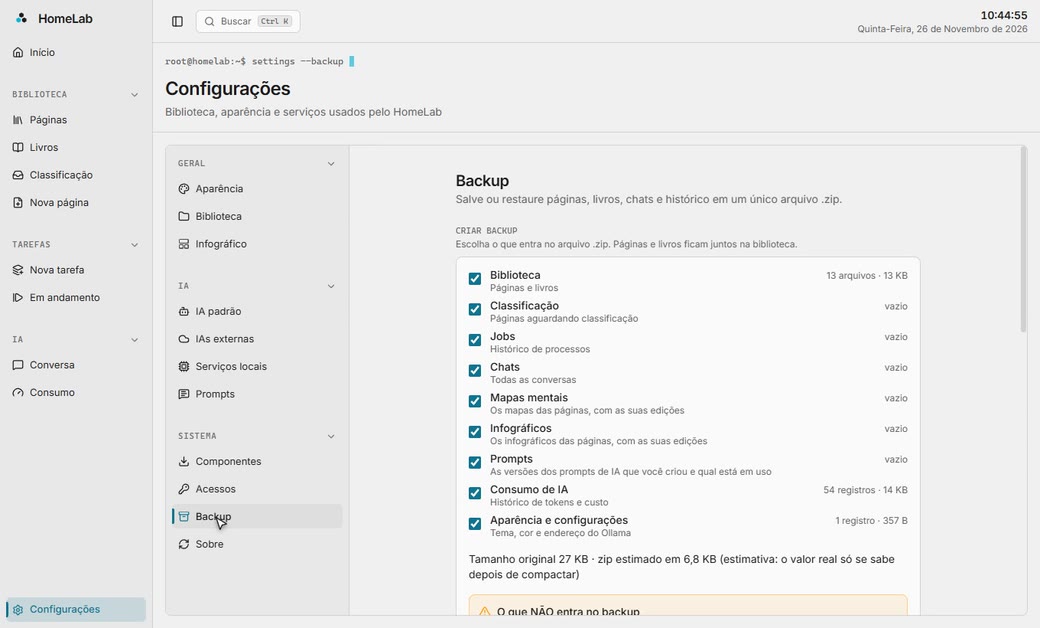 HomeLab
Início
BIBLIOTECA
Páginas
Livros
Classificação
Nova página
TAREFAS
Nova tarefa
Em andamento
IA
Conversa
Consumo
Configurações
Buscar Ctrl K
10:44:55
Quinta-Feira, 26 de Novembro de 2026
root@homelab:~$ settings --backup
Configurações
Biblioteca, aparência e serviços usados pelo HomeLab
GERAL
Aparência
Biblioteca
Infográfico
IA
IA padrão
IAs externas
Serviços locais
Prompts
SISTEMA
Componentes
Acessos
Backup
Sobre
Backup
Salve ou restaure páginas, livros, chats e histórico em um único arquivo .zip.
CRIAR BACKUP
Escolha o que entra no arquivo .zip. Páginas e livros ficam juntos na biblioteca.
Biblioteca 13 arquivos · 13 KB
Páginas e livros
Classificação vazio
Páginas aguardando classificação
Jobs vazio
Histórico de processos
Chats vazio
Todas as conversas
Mapas mentais vazio
Os mapas das páginas, com as suas edições
Infográficos vazio
Os infográficos das páginas, com as suas edições
Prompts vazio
As versões dos prompts de IA que você criou e qual está em uso
Consumo de IA 54 registros · 14 KB
Histórico de tokens e custo
Aparência e configurações 1 registro · 357 B
Tema, cor e endereço do Ollama
Tamanho original 27 KB · zip estimado em 6,8 KB (estimativa: o valor real só se sabe
depois de compactar)
O que NÃO entra no backup